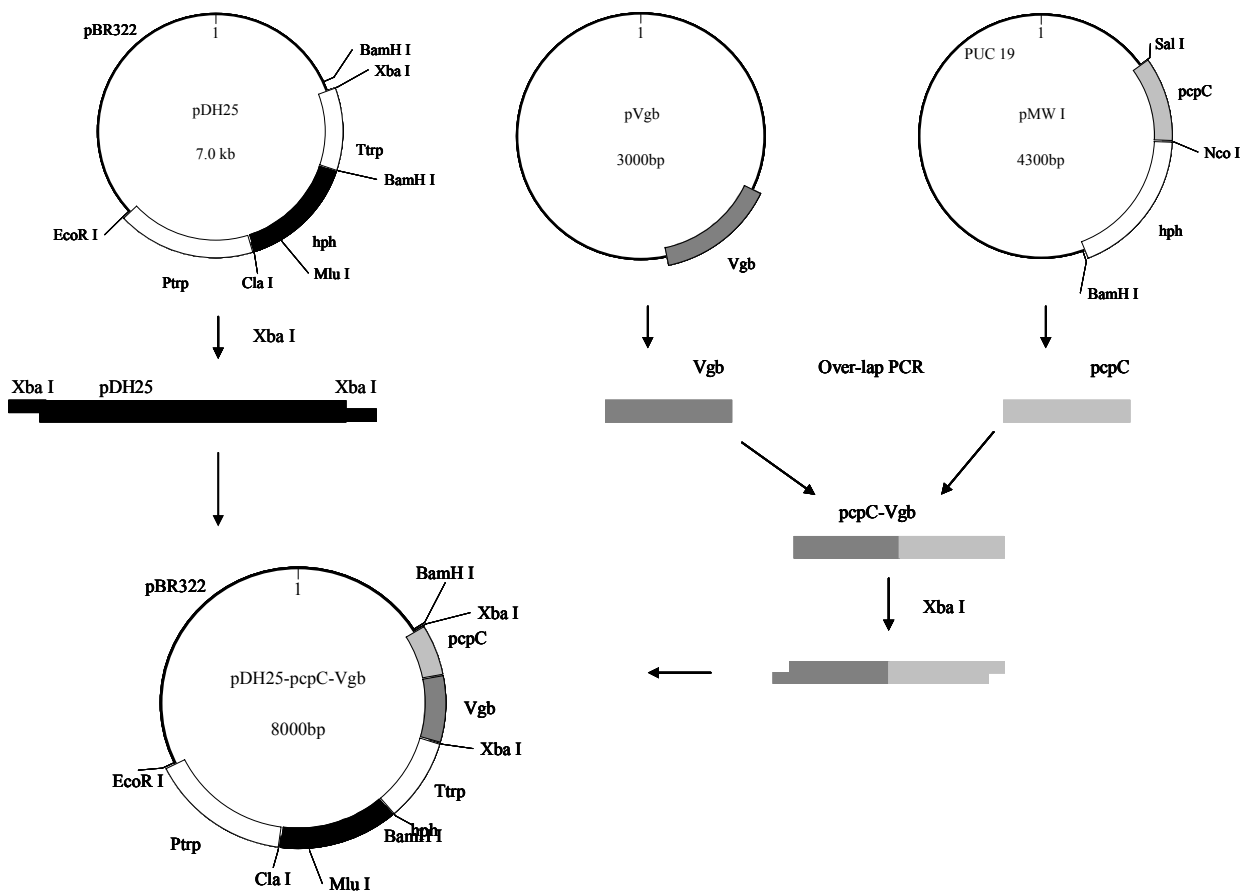 pBR322
1
BamH I
Xba I
pDH25
7.0 kb
Ttrp
BamH I
EcoR I
hph
Mlu I
Cla I
Ptrp
1
pVgb
3000bp
Vgb
1
PUC 19
Sal I
pcpC
pMW I
4300bp
Nco I
hph
BamH I
Xba I
Xba I
pDH25
Xba I
Vgb
Over-lap PCR
pcpC
pcpC-Vgb
Xba I
pBR322
1
BamH I
Xba I
pcpC
pDH25-pcpC-Vgb
8000bp
Vgb
Xba I
EcoR I
Ttrp
hph
BamH I
Ptrp
Cla I
Mlu I